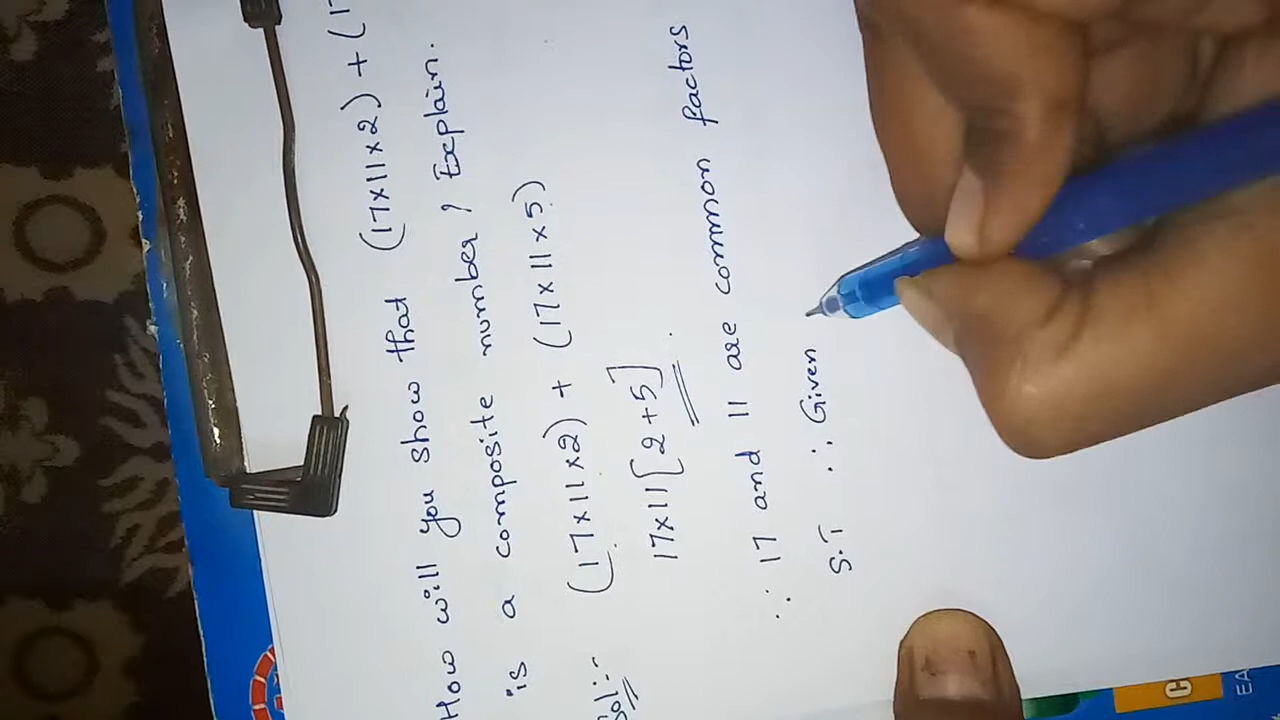 How will you show that (17x11x2) + (1
is a composite number, Explain.
Sol:- (17x11x2) + (17x11x5)
17x11[2+5].
∴ 17 and 11 are common factors
S.T ∴ Given
C
EA